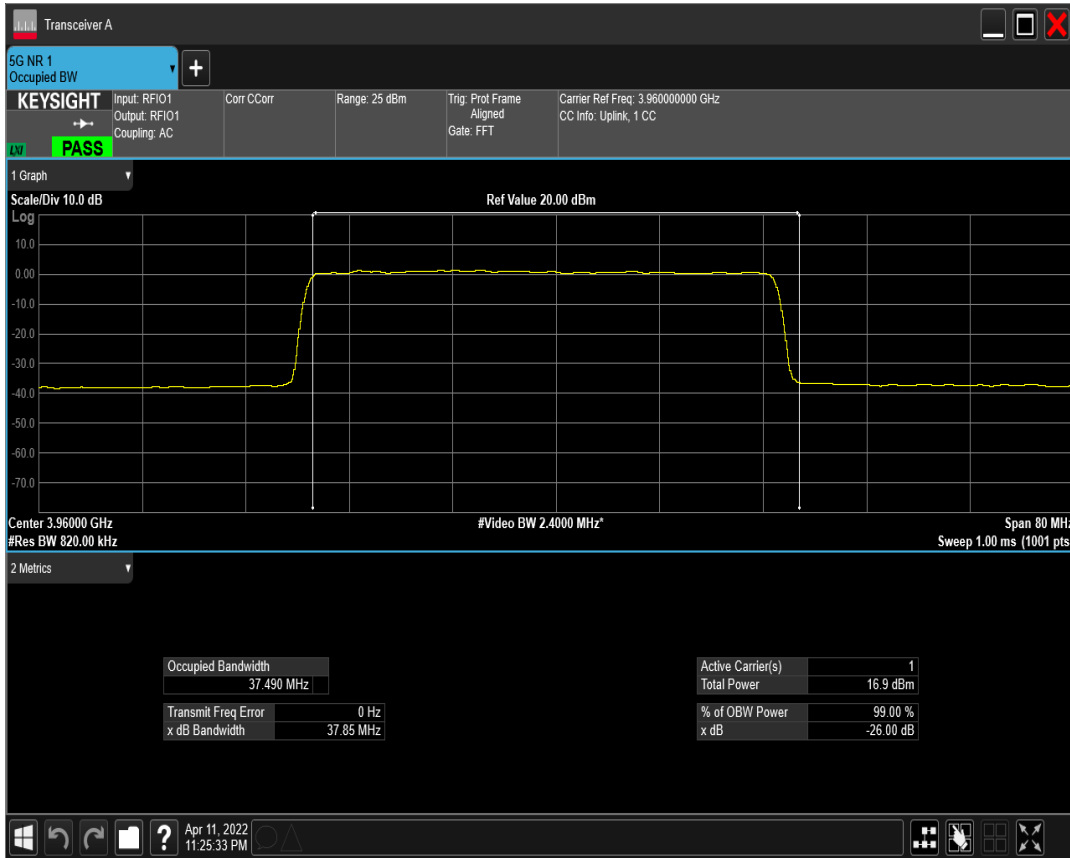 Transceiver A
5G NR 1
Occupied BW
+
KEYSIGHT
Input: RFIO1
Output: RFIO1
Coupling: AC
Corr CCorr
Range: 25 dBm
Trig: Prot Frame
Aligned
Gate: FFT
Carrier Ref Freq: 3.960000000 GHz
CC Info: Uplink, 1 CC
LXI
PASS
1 Graph
Scale/Div 10.0 dB
Ref Value 20.00 dBm
Log
10.0
0.00
-10.0
-20.0
-30.0
-40.0
-50.0
-60.0
-70.0
Center 3.96000 GHz
#Video BW 2.4000 MHz*
Span 80 MHz
#Res BW 820.00 kHz
Sweep 1.00 ms (1001 pts
2 Metrics
Occupied Bandwidth
37.490 MHz
Transmit Freq Error 0 Hz
x dB Bandwidth 37.85 MHz
Active Carrier(s) 1
Total Power 16.9 dBm
% of OBW Power 99.00 %
x dB -26.00 dB
?
Apr 11, 2022
11:25:33 PM